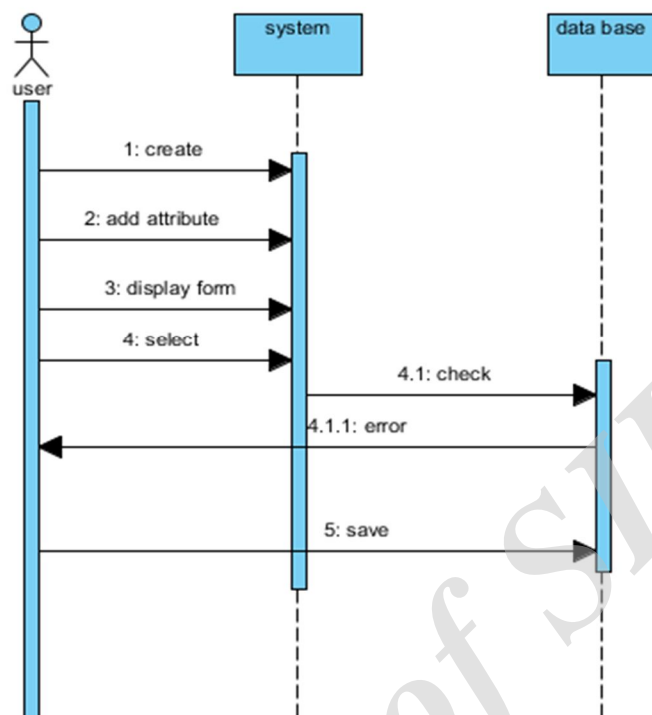 system
data base
user
1: create
2: add attribute
3: display form
4: select
4.1: check
4.1.1: error
5: save
of